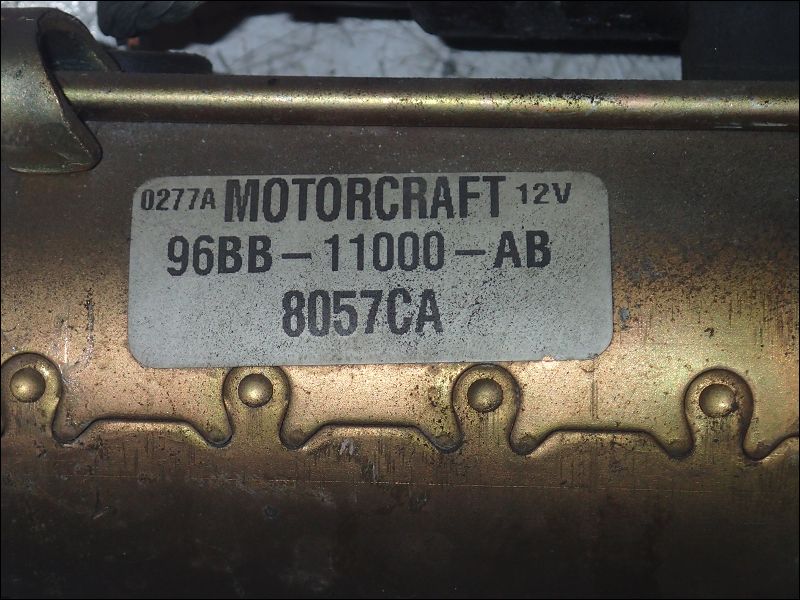 0277A MOTORCRAFT 12V
96BB-11000-AB
8057CA